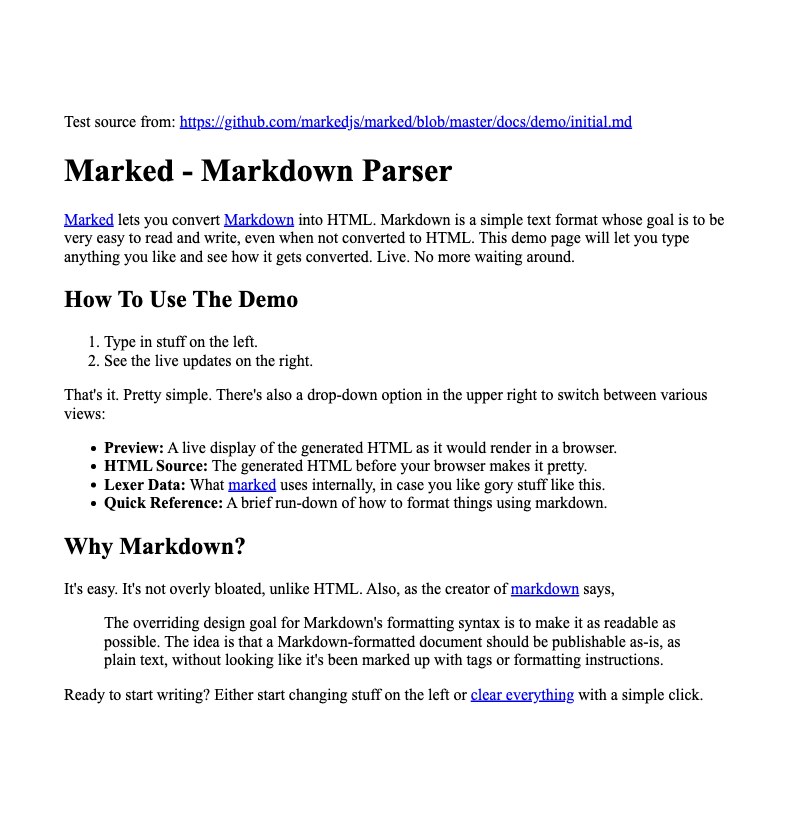 Test source from: https://github.com/markedjs/marked/blob/master/docs/demo/initial.md
Marked - Markdown Parser
Marked lets you convert Markdown into HTML. Markdown is a simple text format whose goal is to be
very easy to read and write, even when not converted to HTML. This demo page will let you type
anything you like and see how it gets converted. Live. No more waiting around.
How To Use The Demo
1. Type in stuff on the left.
2. See the live updates on the right.
That's it. Pretty simple. There's also a drop-down option in the upper right to switch between various
views:
• Preview: A live display of the generated HTML as it would render in a browser.
• HTML Source: The generated HTML before your browser makes it pretty.
• Lexer Data: What marked uses internally, in case you like gory stuff like this.
• Quick Reference: A brief run-down of how to format things using markdown.
Why Markdown?
It's easy. It's not overly bloated, unlike HTML. Also, as the creator of markdown says,
The overriding design goal for Markdown's formatting syntax is to make it as readable as
possible. The idea is that a Markdown-formatted document should be publishable as-is, as
plain text, without looking like it's been marked up with tags or formatting instructions.
Ready to start writing? Either start changing stuff on the left or clear everything with a simple click.